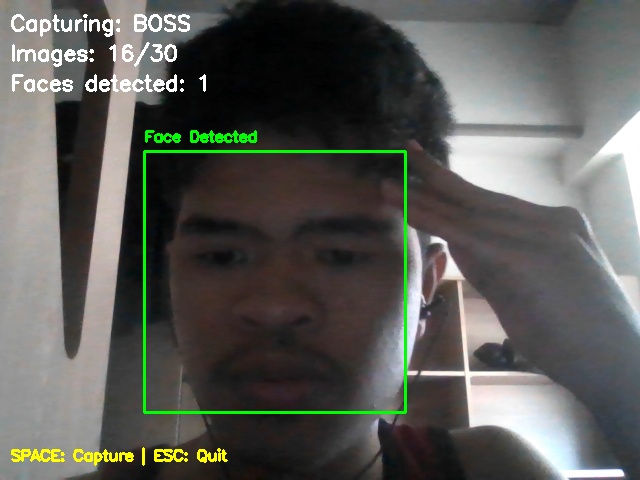 Capturing: BOSS
Images: 16/30
Faces detected: 1
Face Detected
SPACE: Capture | ESC: Quit